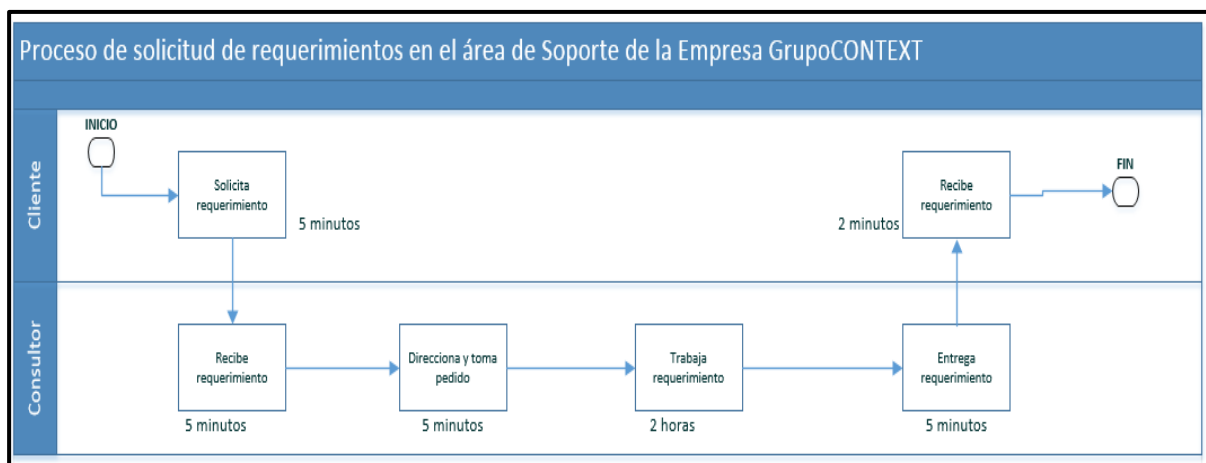 Proceso de solicitud de requerimientos en el área de Soporte de la Empresa GrupoCONTEXT
Cliente
INICIO
Solicita
requerimiento
5 minutos
Recibe
requerimiento
2 minutos
FIN
Consultor
Recibe
requerimiento
5 minutos
Direcciona y toma
pedido
5 minutos
Trabaja
requerimiento
2 horas
Entrega
requerimiento
5 minutos